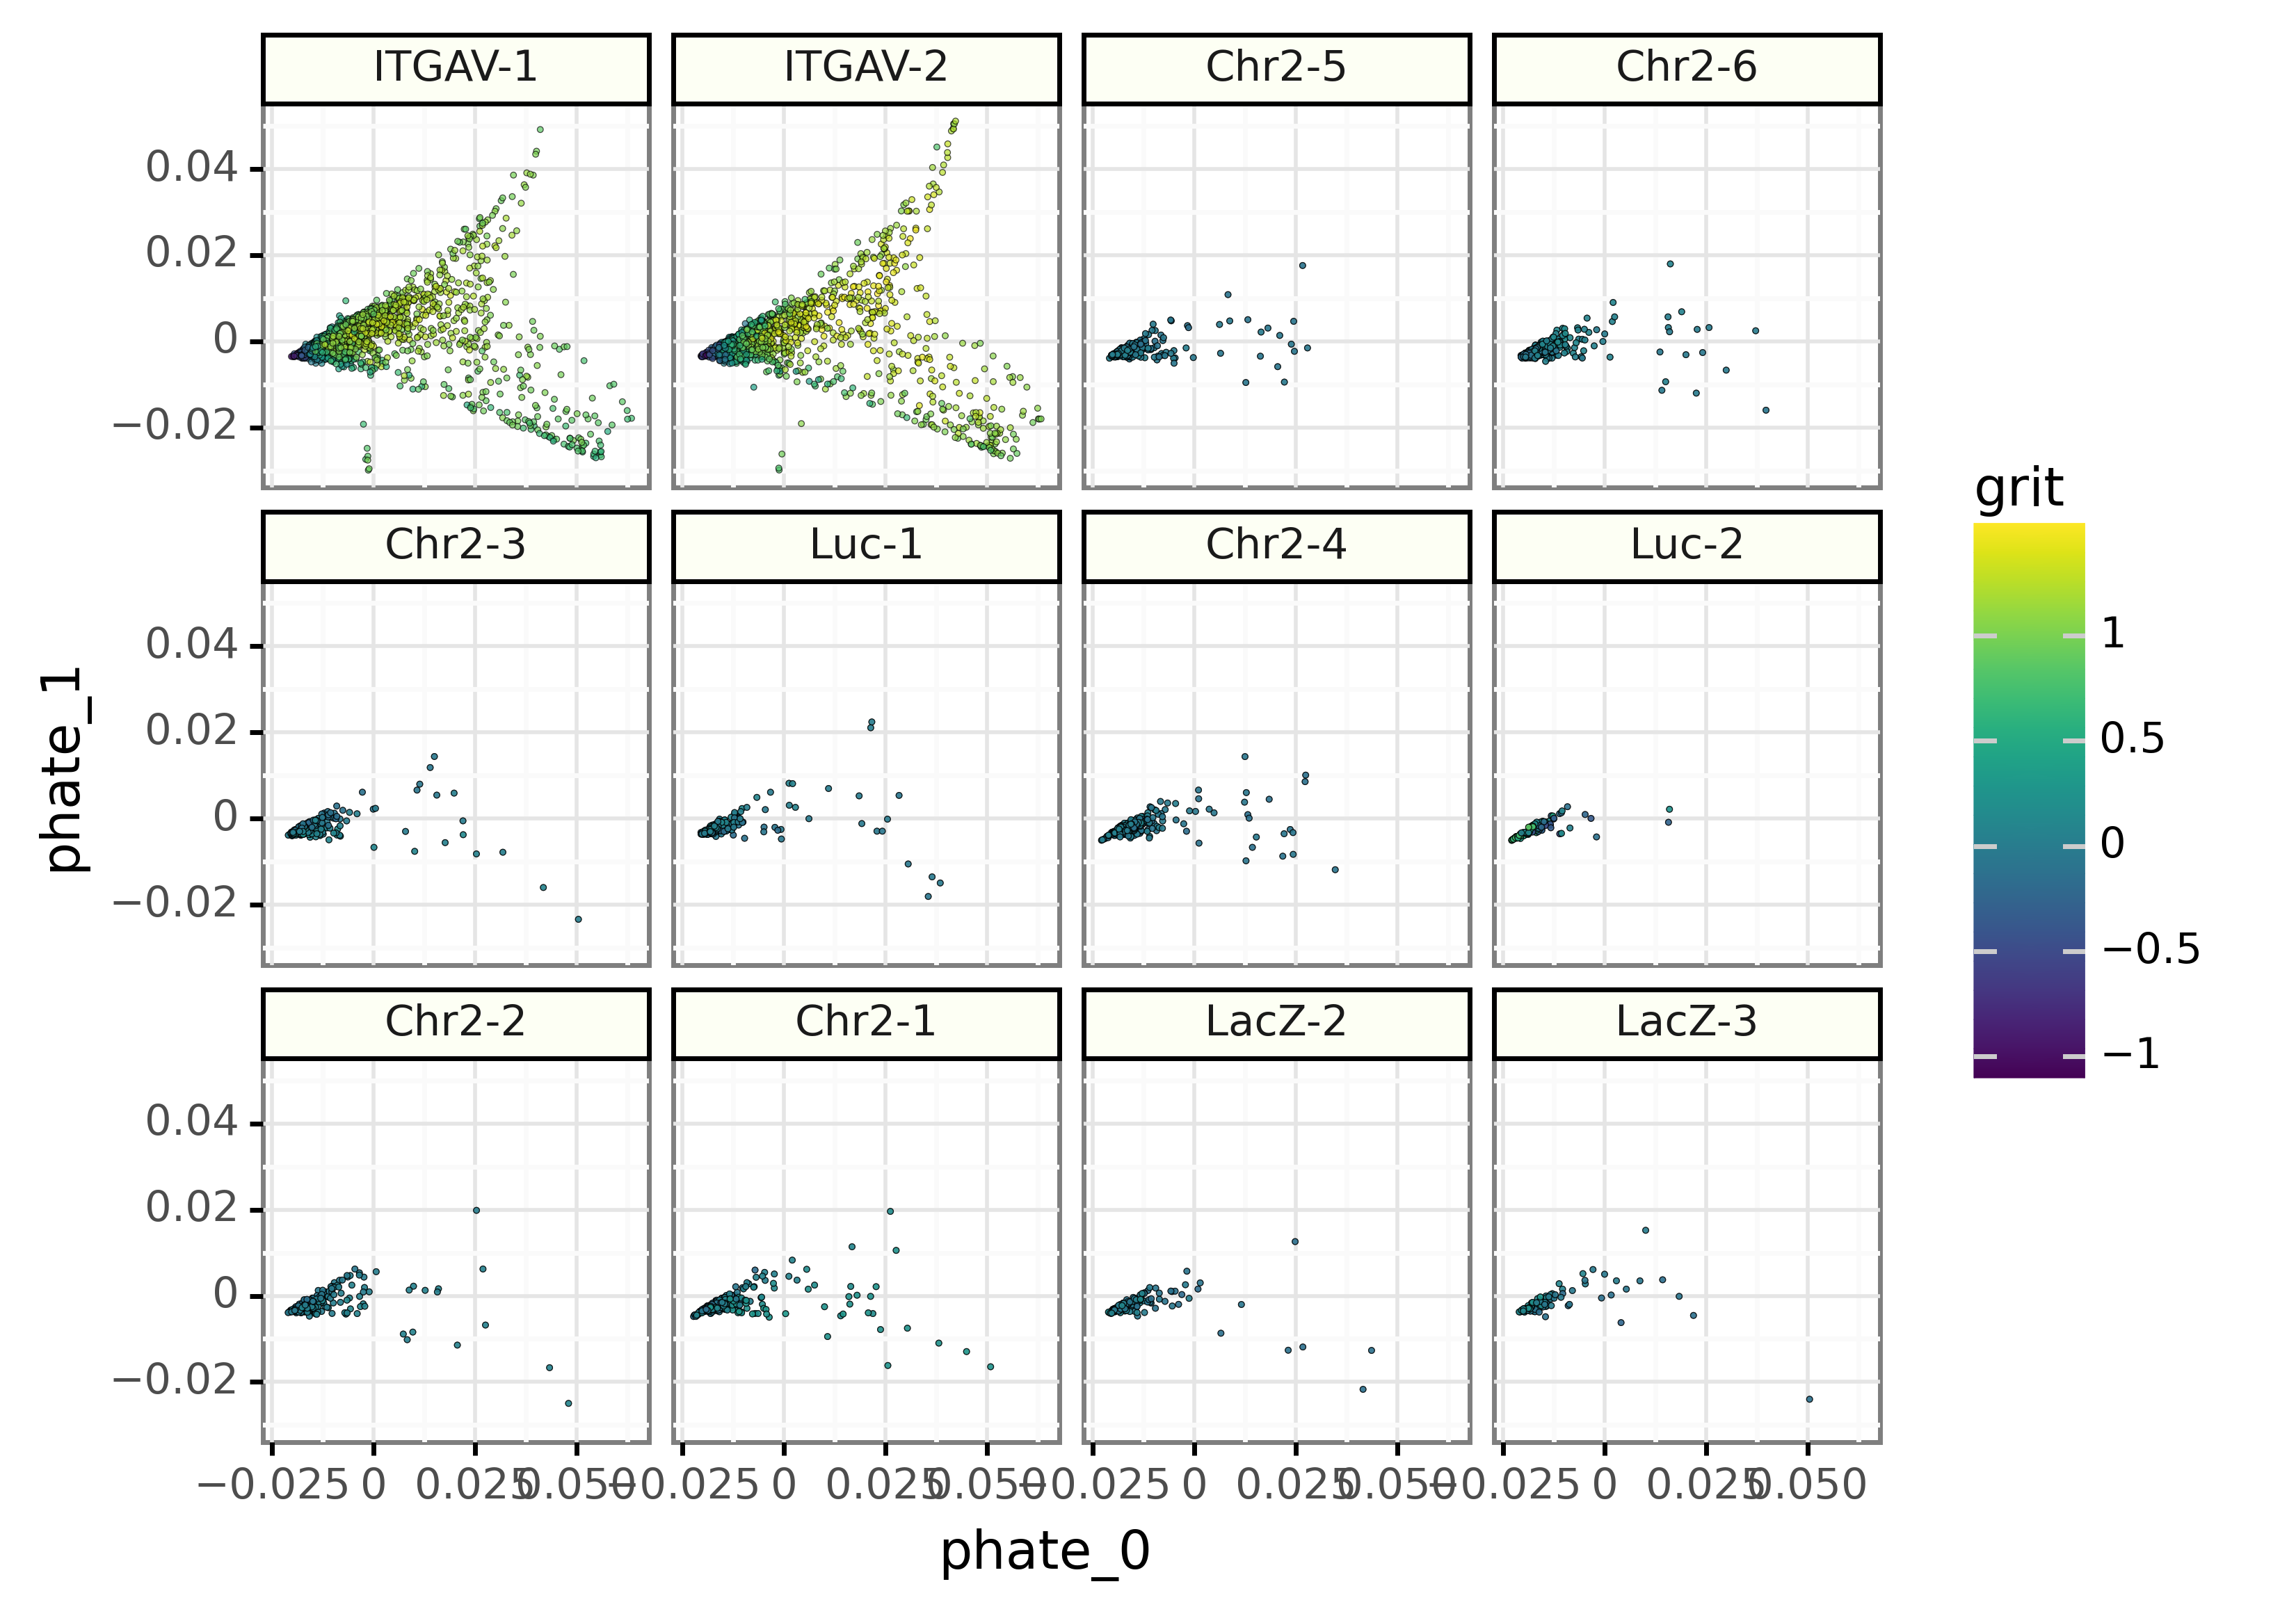 ITGAV-1 ITGAV-2 Chr2-5 Chr2-6
0.04
0.02
0
−0.02
Chr2-3 Luc-1 Chr2-4 Luc-2
0.04
0.02
0
−0.02
Chr2-2 Chr2-1 LacZ-2 LacZ-3
0.04
0.02
0
−0.02
−0.025 0 0.025 0.050 −0.025 0 0.025 0.050 −0.025 0 0.025 0.050 −0.025 0 0.025 0.050
phate_0
phate_1
grit
1
0.5
0
−0.5
−1